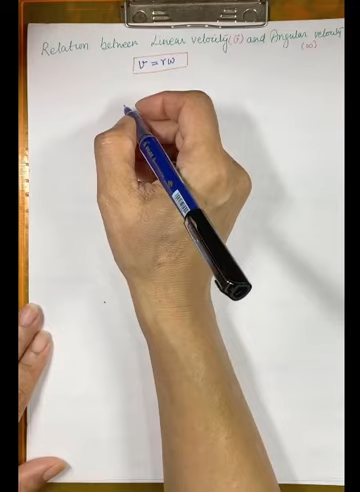 Relation between Linear velocity (v⃗) and Angular velocity (ω)
v = rω